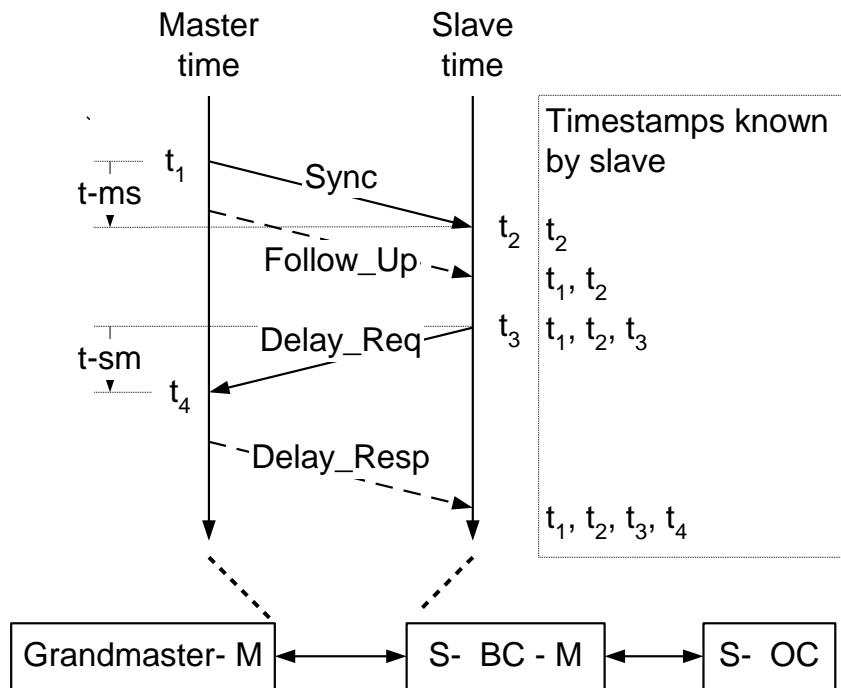 Master
time
Slave
time
Timestamps known
by slave
t1
Sync
t-ms
t2
t2
Follow_Up
t1, t2
t3
t1, t2, t3
Delay_Req
t-sm
t4
Delay_Resp
t1, t2, t3, t4
Grandmaster- M
S- BC - M
S- OC